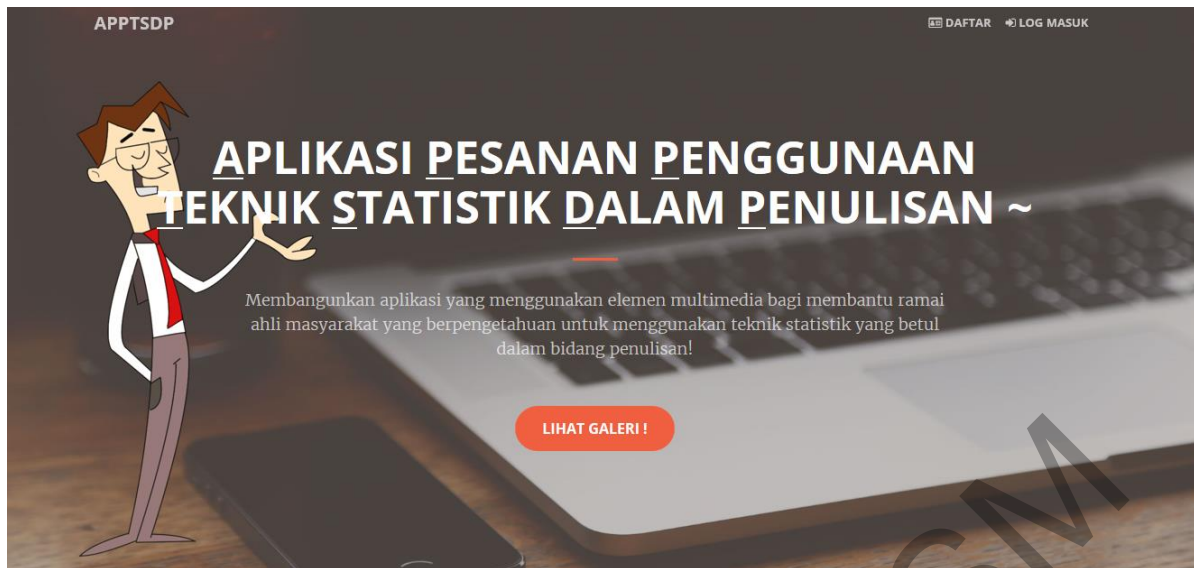 APPTSDP
DAFTAR LOG MASUK
APLIKASI PESANAN PENGGUNAAN
TEKNIK STATISTIK DALAM PENULISAN ~
Membangunkan aplikasi yang menggunakan elemen multimedia bagi membantu ramai
ahli masyarakat yang berpengetahuan untuk menggunakan teknik statistik yang betul
dalam bidang penulisan!
LIHAT GALERI !